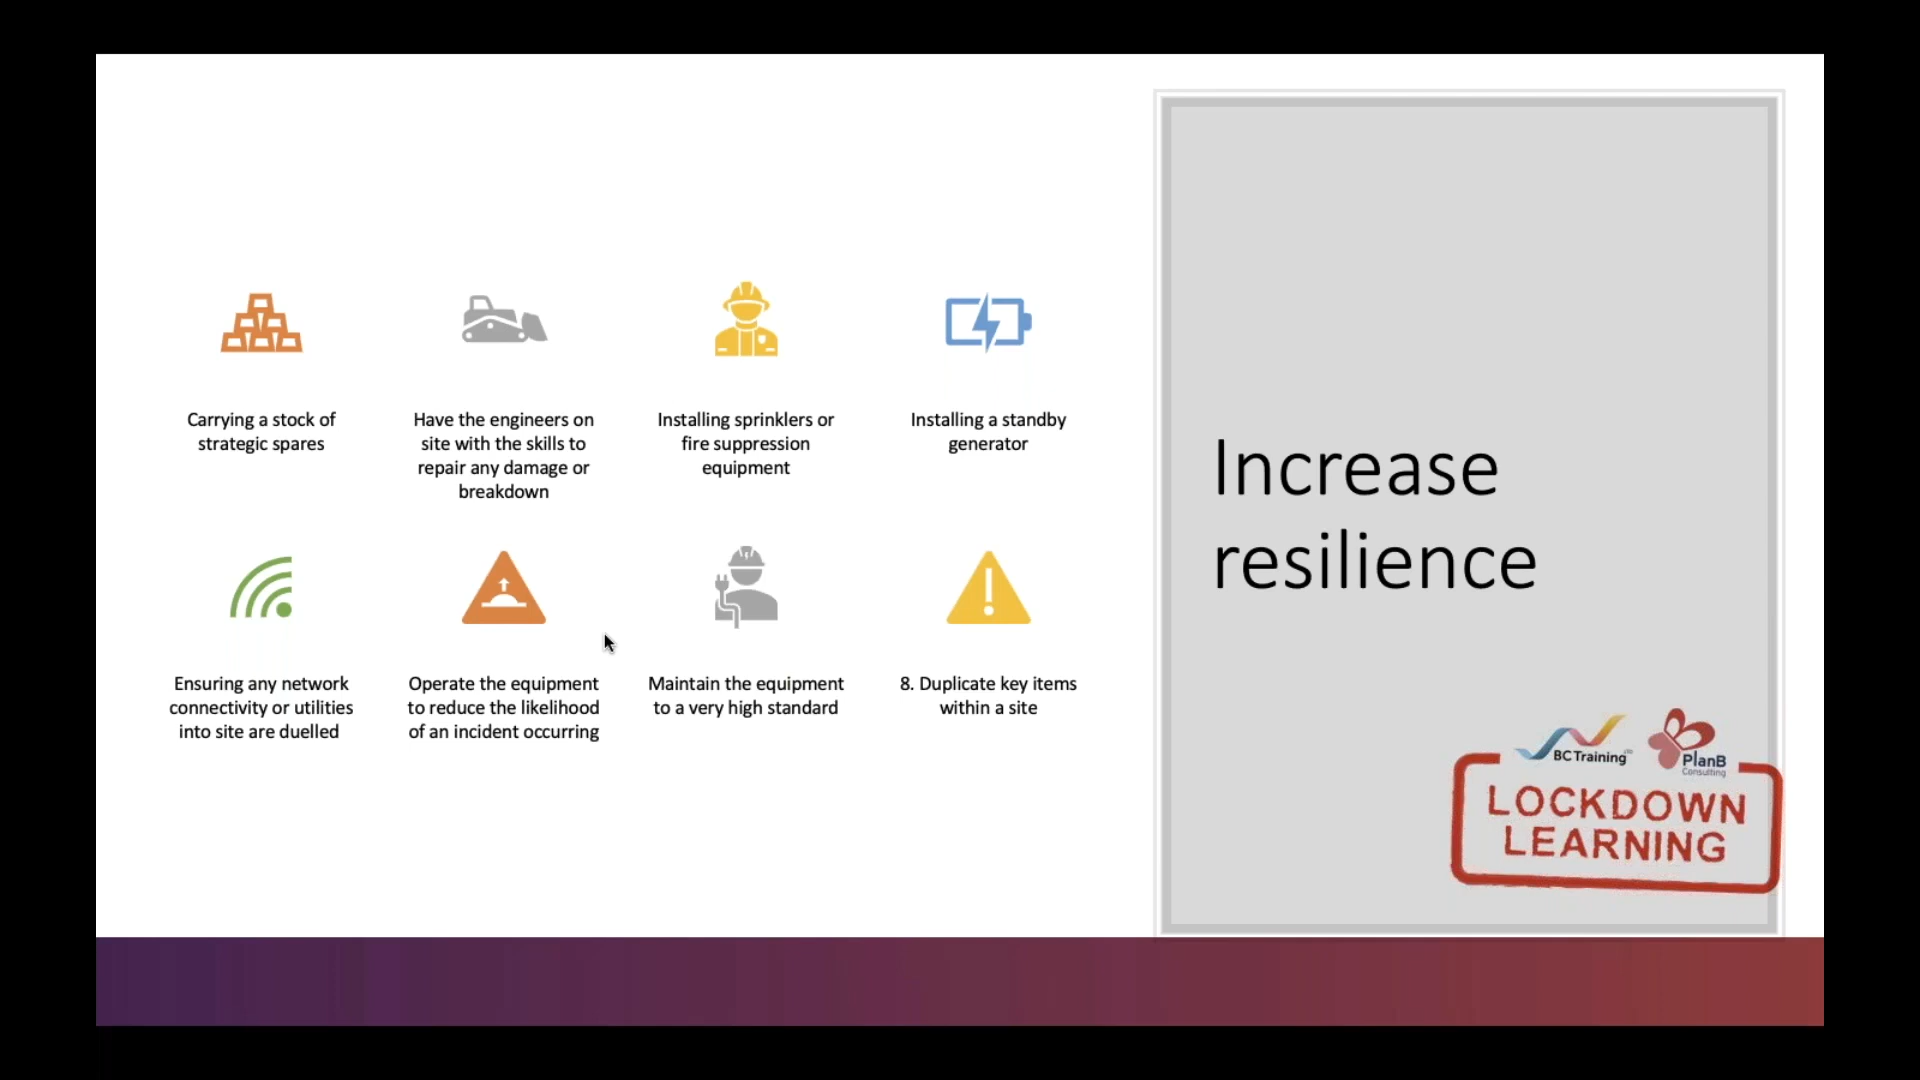 Carrying a stock of
strategic spares
Have the engineers on
site with the skills to
repair any damage or
breakdown
Installing sprinklers or
fire suppression
equipment
Installing a standby
generator
Ensuring any network
connectivity or utilities
into site are duelled
Operate the equipment
to reduce the likelihood
of an incident occurring
Maintain the equipment
to a very high standard
8. Duplicate key items
within a site
Increase
resilience
BC Training LTD
PlanB
Consulting
LOCKDOWN
LEARNING